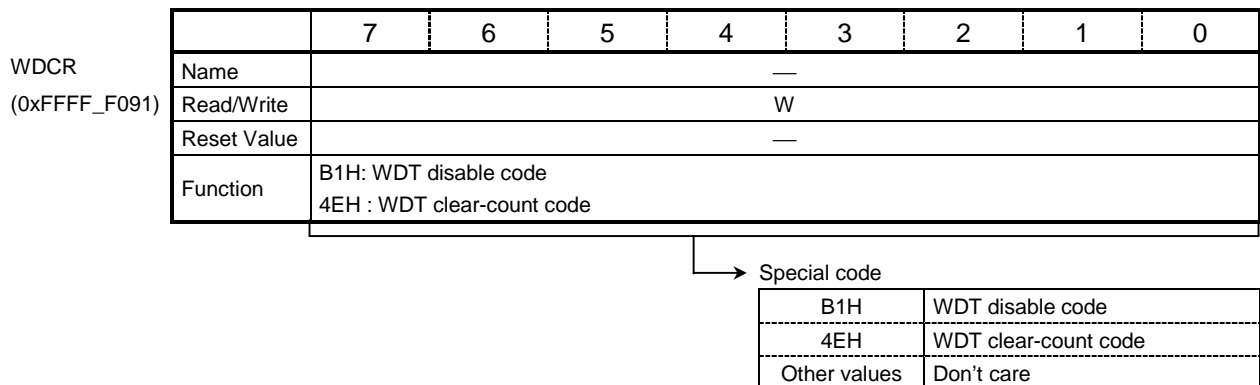 7 6 5 4 3 2 1 0
WDCR
(0xFFFF_F091)
Name —
Read/Write W
Reset Value —
Function
B1H: WDT disable code
4EH : WDT clear-count code
Special code
B1H WDT disable code
4EH WDT clear-count code
Other values Don't care